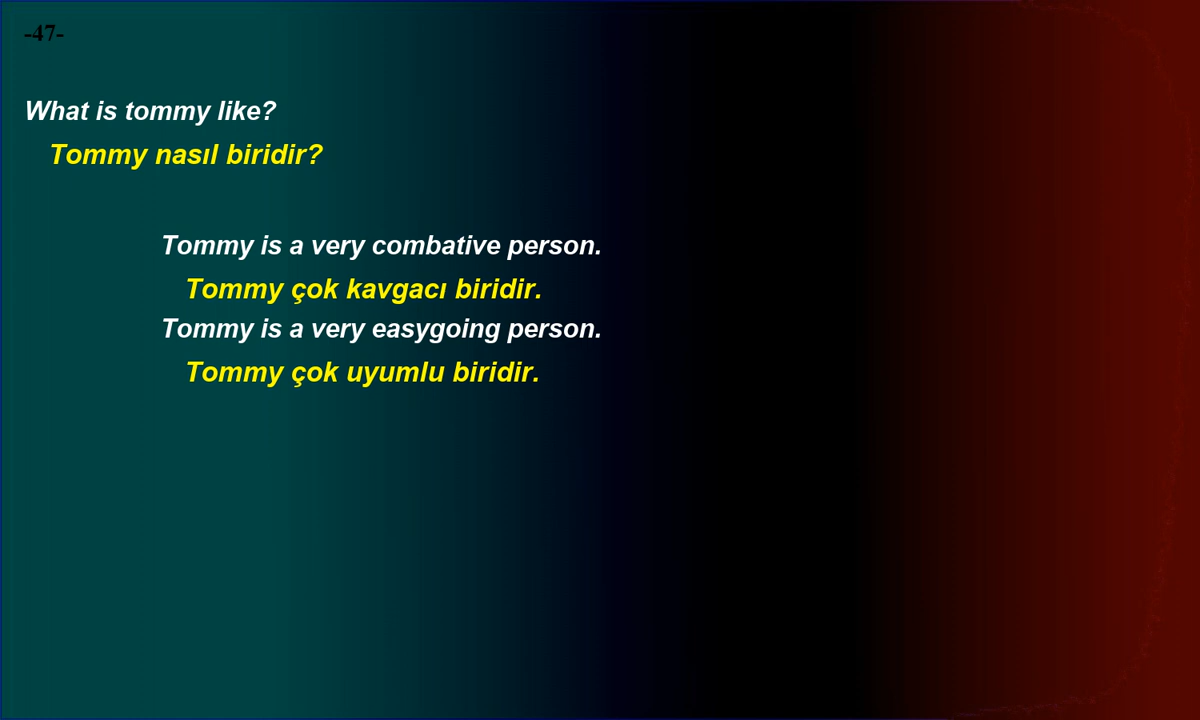 -47-
What is tommy like?
Tommy nasıl biridir?
Tommy is a very combative person.
Tommy çok kavgacı biridir.
Tommy is a very easygoing person.
Tommy çok uyumlu biridir.